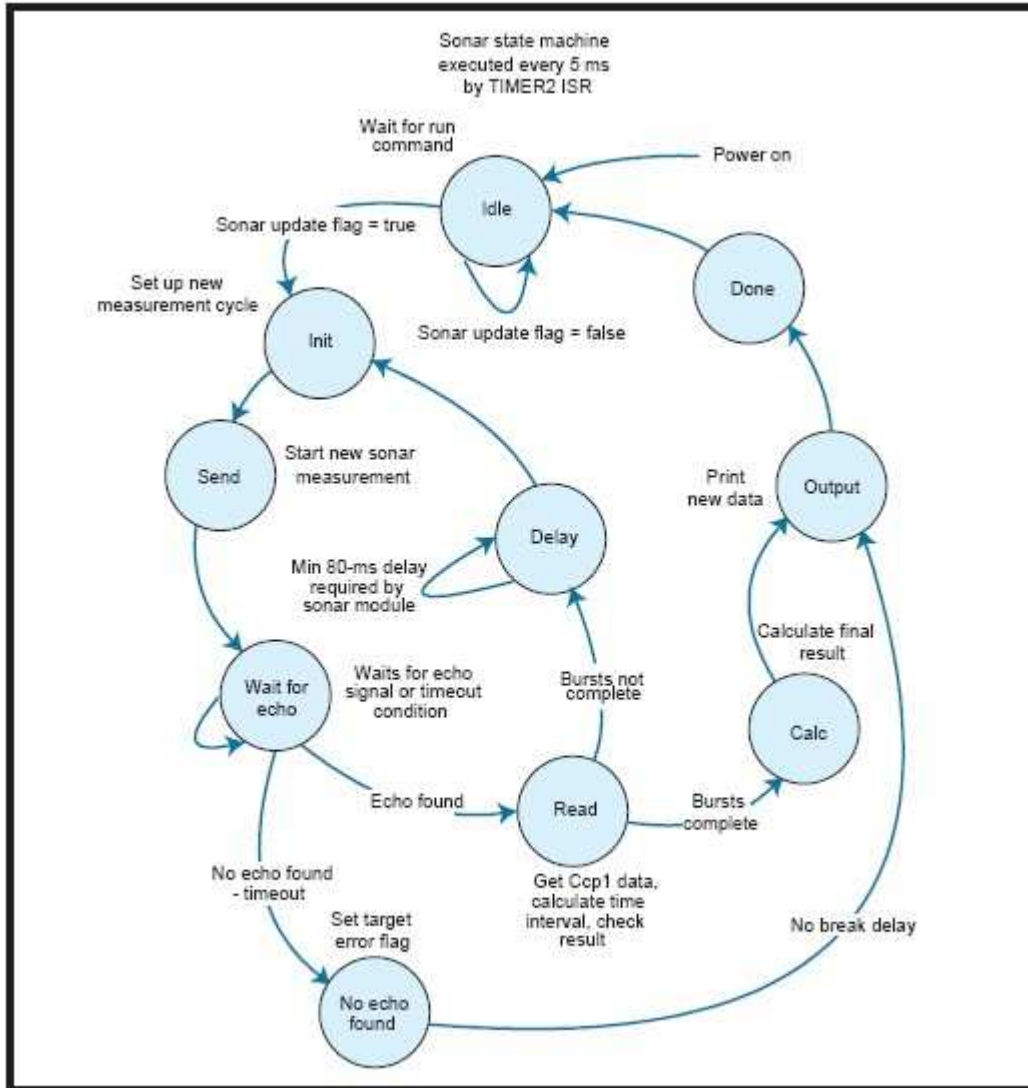 Sonar state machine
executed every 5 ms
by TIMER2 ISR
Wait for run
command
Power on
Idle
Sonar update flag = true
Done
Set up new
measurement cycle
Sonar update flag = false
Init
Start new sonar
measurement
Send
Print
new data
Output
Delay
Min 80-ms delay
required by
sonar module
Calculate final
result
Wait for
echo
Waits for echo
signal or timeout
condition
Bursts not
complete
Calc
Echo found
Read
Bursts
complete
No echo found
- timeout
Get Ccp1 data,
calculate time
interval, check
result
Set target
error flag
No break delay
No echo
found